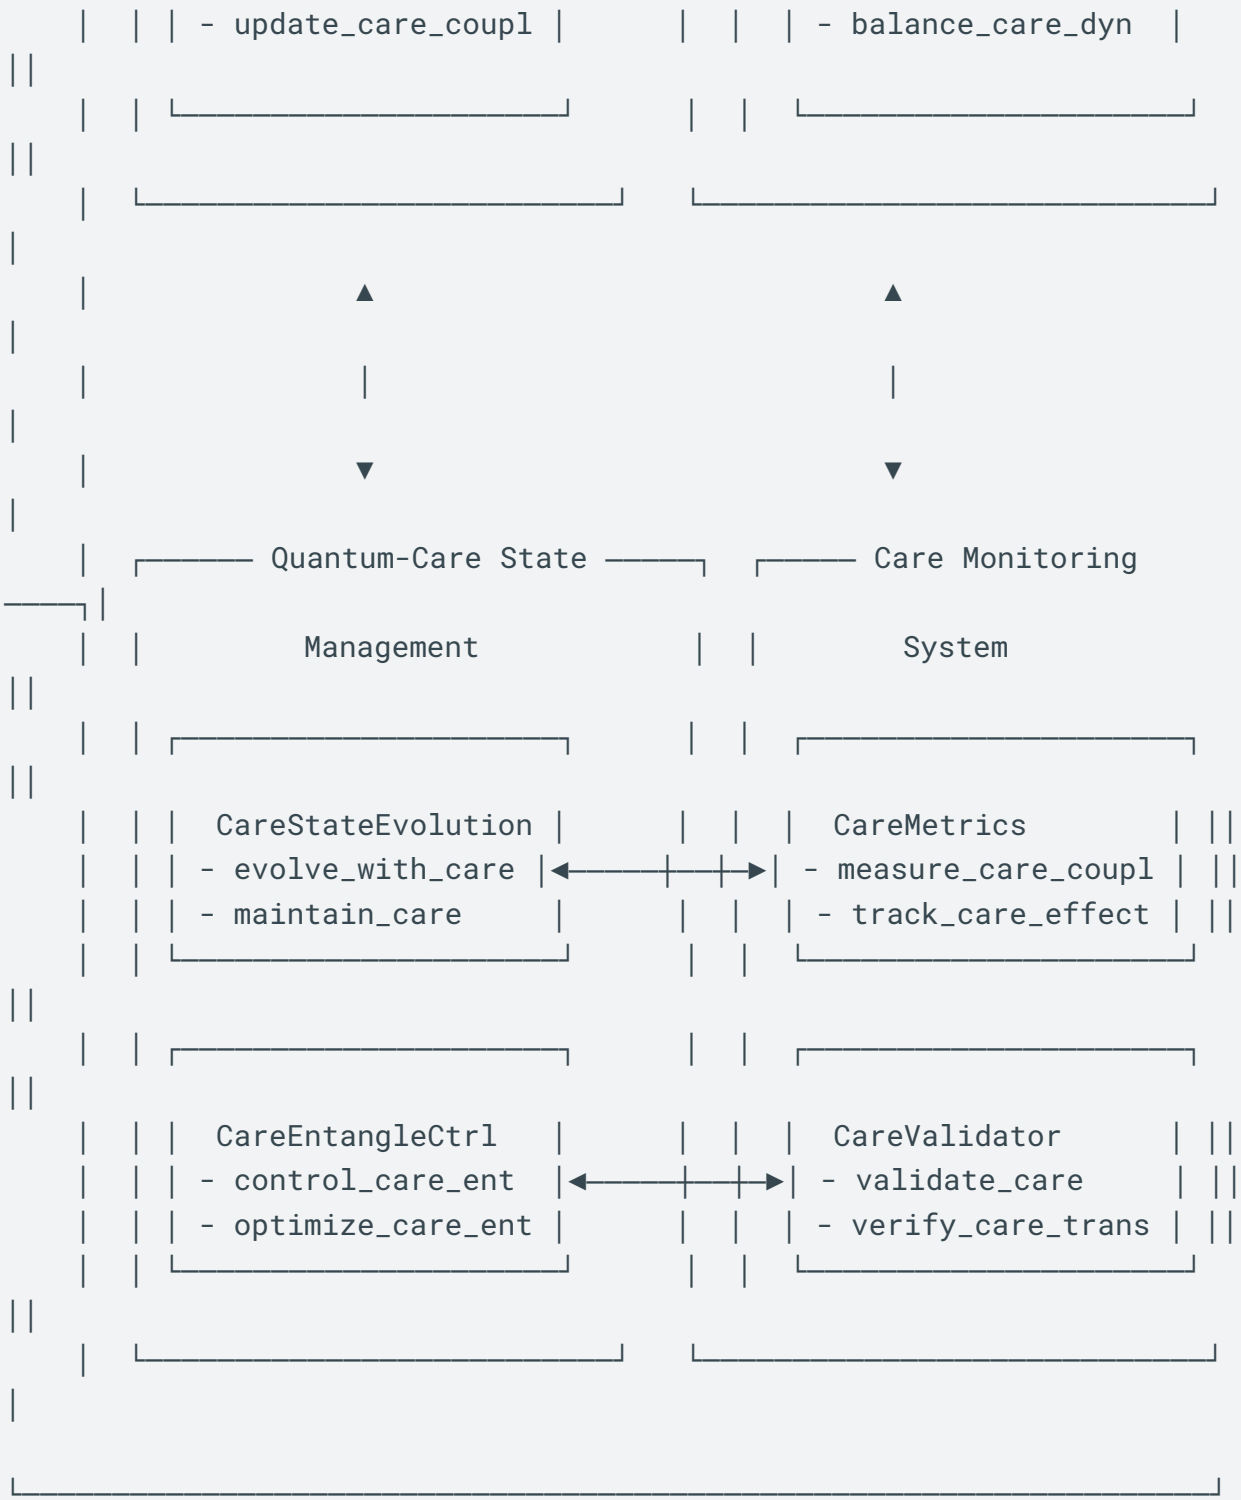 - update_care_coupl - balance_care_dyn
Quantum-Care State Care Monitoring
Management System
CareStateEvolution CareMetrics
- evolve_with_care - measure_care_coupl
- maintain_care - track_care_effect
CareEntangleCtrl CareValidator
- control_care_ent - validate_care
- optimize_care_ent - verify_care_trans